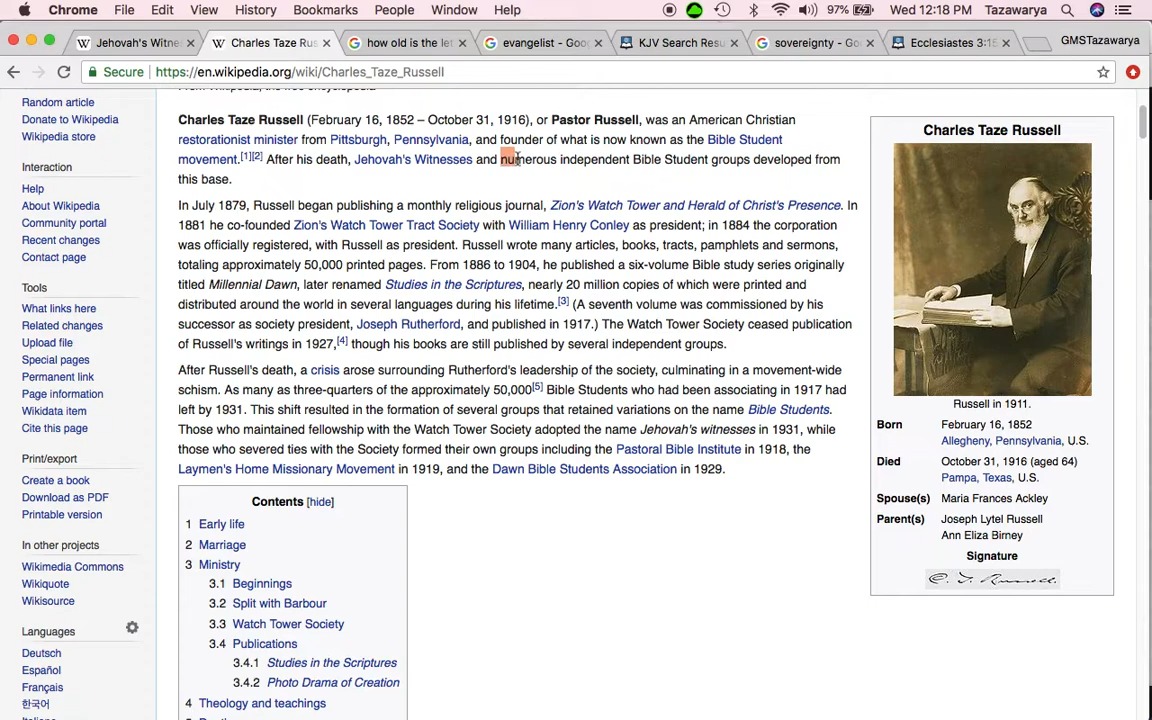 Chrome File Edit View History Bookmarks People Window Help 97% Wed 12:18 PM Tazawarya
Jehovah's Witne Charles Taze Rus how old is the le evangelist - Goo KJV Search Resu sovereignty - Go Ecclesiastes 3:15 GMSTazawarya
Secure https://en.wikipedia.org/wiki/Charles_Taze_Russell
Random article
Donate to Wikipedia
Wikipedia store
Interaction
Help
About Wikipedia
Community portal
Recent changes
Contact page
Tools
What links here
Related changes
Upload file
Special pages
Permanent link
Page information
Wikidata item
Cite this page
Print/export
Create a book
Download as PDF
Printable version
In other projects
Wikimedia Commons
Wikiquote
Wikisource
Languages
Deutsch
Español
Français
한국어
From Wikipedia, the free encyclopedia
Charles Taze Russell (February 16, 1852 – October 31, 1916), or Pastor Russell, was an American Christian
restorationist minister from Pittsburgh, Pennsylvania, and founder of what is now known as the Bible Student
movement.[1][2] After his death, Jehovah's Witnesses and numerous independent Bible Student groups developed from
this base.
In July 1879, Russell began publishing a monthly religious journal, Zion's Watch Tower and Herald of Christ's Presence. In
1881 he co-founded Zion's Watch Tower Tract Society with William Henry Conley as president; in 1884 the corporation
was officially registered, with Russell as president. Russell wrote many articles, books, tracts, pamphlets and sermons,
totaling approximately 50,000 printed pages. From 1886 to 1904, he published a six-volume Bible study series originally
titled Millennial Dawn, later renamed Studies in the Scriptures, nearly 20 million copies of which were printed and
distributed around the world in several languages during his lifetime.[3] (A seventh volume was commissioned by his
successor as society president, Joseph Rutherford, and published in 1917.) The Watch Tower Society ceased publication
of Russell's writings in 1927,[4] though his books are still published by several independent groups.
After Russell's death, a crisis arose surrounding Rutherford's leadership of the society, culminating in a movement-wide
schism. As many as three-quarters of the approximately 50,000[5] Bible Students who had been associating in 1917 had
left by 1931. This shift resulted in the formation of several groups that retained variations on the name Bible Students.
Those who maintained fellowship with the Watch Tower Society adopted the name Jehovah's witnesses in 1931, while
those who severed ties with the Society formed their own groups including the Pastoral Bible Institute in 1918, the
Laymen's Home Missionary Movement in 1919, and the Dawn Bible Students Association in 1929.
Contents [hide]
1 Early life
2 Marriage
3 Ministry
3.1 Beginnings
3.2 Split with Barbour
3.3 Watch Tower Society
3.4 Publications
3.4.1 Studies in the Scriptures
3.4.2 Photo Drama of Creation
4 Theology and teachings
Charles Taze Russell
Russell in 1911.
Born February 16, 1852
Allegheny, Pennsylvania, U.S.
Died October 31, 1916 (aged 64)
Pampa, Texas, U.S.
Spouse(s) Maria Frances Ackley
Parent(s) Joseph Lytel Russell
Ann Eliza Birney
Signature
C. T. Russell.